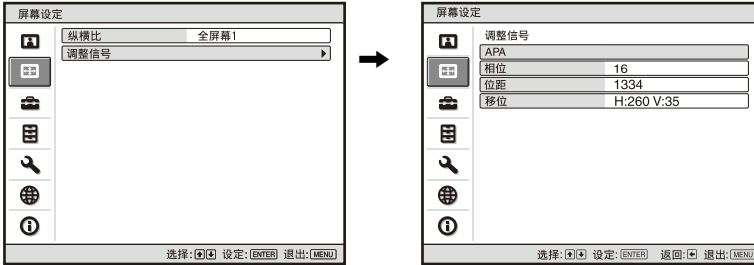 屏幕设定
纵横比 全屏幕1
调整信号
选择: 设定:ENTER 退出:MENU
屏幕设定
调整信号
APA
相位 16
位距 1334
移位 H:260 V:35
选择: 设定:ENTER 返回: 退出:MENU